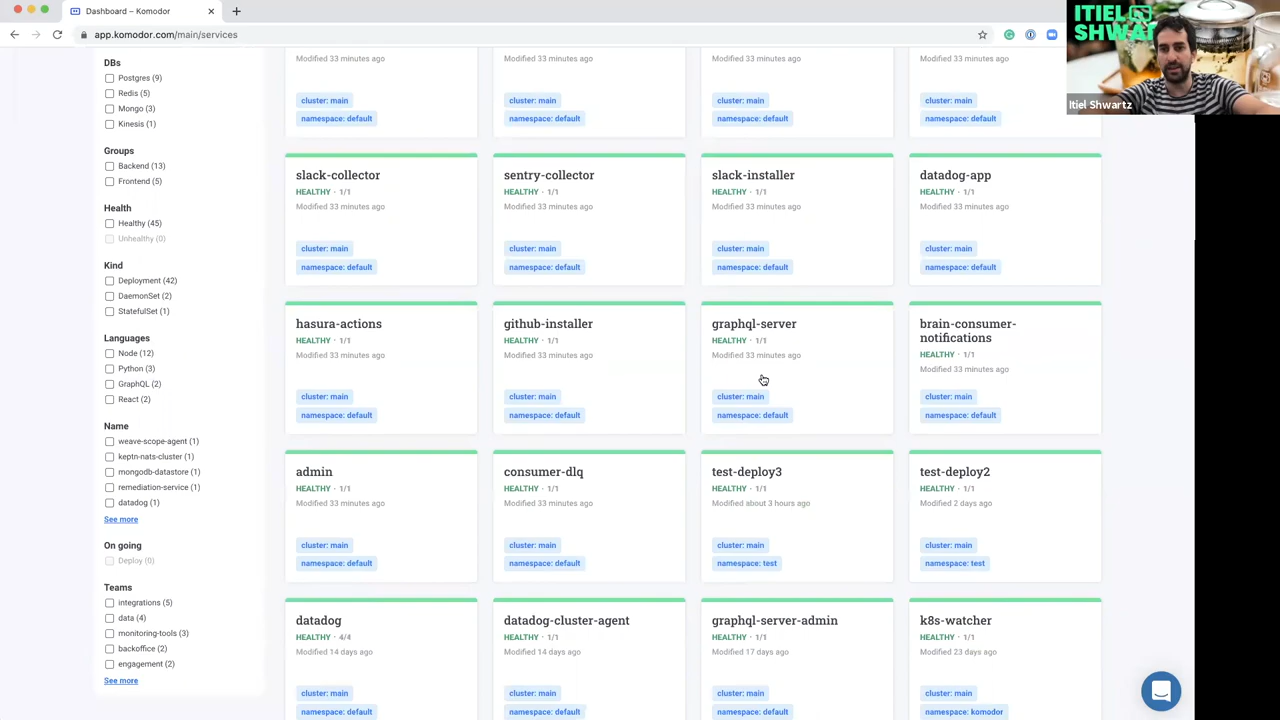 Dashboard – Komodor
app.komodor.com/main/services
ITIEL
SHWAR
Itiel Shwartz
DBs
Postgres (9)
Redis (5)
Mongo (3)
Kinesis (1)
Groups
Backend (13)
Frontend (5)
Health
Healthy (45)
Unhealthy (0)
Kind
Deployment (42)
DaemonSet (2)
StatefulSet (1)
Languages
Node (12)
Python (3)
GraphQL (2)
React (2)
Name
weave-scope-agent (1)
keptn-nats-cluster (1)
mongodb-datastore (1)
remediation-service (1)
datadog (1)
See more
On going
Deploy (0)
Teams
integrations (5)
data (4)
monitoring-tools (3)
backoffice (2)
engagement (2)
See more
Modified 33 minutes ago
cluster: main
namespace: default
Modified 33 minutes ago
cluster: main
namespace: default
Modified 33 minutes ago
cluster: main
namespace: default
Modified 33 minutes ago
cluster: main
namespace: default
slack-collector
HEALTHY · 1/1
Modified 33 minutes ago
cluster: main
namespace: default
sentry-collector
HEALTHY · 1/1
Modified 33 minutes ago
cluster: main
namespace: default
slack-installer
HEALTHY · 1/1
Modified 33 minutes ago
cluster: main
namespace: default
datadog-app
HEALTHY · 1/1
Modified 33 minutes ago
cluster: main
namespace: default
hasura-actions
HEALTHY · 1/1
Modified 33 minutes ago
cluster: main
namespace: default
github-installer
HEALTHY · 1/1
Modified 33 minutes ago
cluster: main
namespace: default
graphql-server
HEALTHY · 1/1
Modified 33 minutes ago
cluster: main
namespace: default
brain-consumer-
notifications
HEALTHY · 1/1
Modified 33 minutes ago
cluster: main
namespace: default
admin
HEALTHY · 1/1
Modified 33 minutes ago
cluster: main
namespace: default
consumer-dlq
HEALTHY · 1/1
Modified 33 minutes ago
cluster: main
namespace: default
test-deploy3
HEALTHY · 1/1
Modified about 3 hours ago
cluster: main
namespace: test
test-deploy2
HEALTHY · 1/1
Modified 2 days ago
cluster: main
namespace: test
datadog
HEALTHY · 4/4
Modified 14 days ago
cluster: main
namespace: default
datadog-cluster-agent
HEALTHY · 1/1
Modified 14 days ago
cluster: main
namespace: default
graphql-server-admin
HEALTHY · 1/1
Modified 17 days ago
cluster: main
namespace: default
k8s-watcher
HEALTHY · 1/1
Modified 23 days ago
cluster: main
namespace: komodor